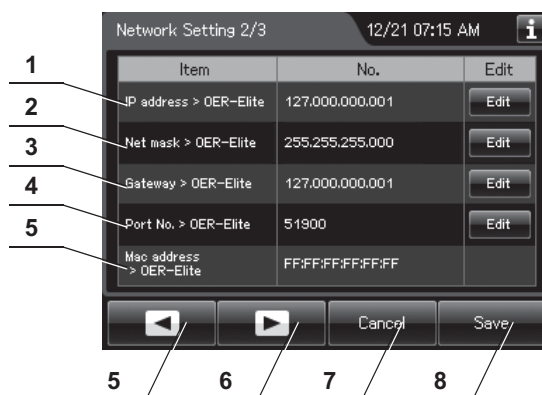 Network Setting 2/3 12/21 07:15 AM i
Item No. Edit
1
IP address > OER-Elite 127.000.000.001 Edit
2
Net mask > OER-Elite 255.255.255.000 Edit
3
Gateway > OER-Elite 127.000.000.001 Edit
4
Port No. > OER-Elite 51900 Edit
5
Mac address
> OER-Elite FF:FF:FF:FF:FF:FF
Cancel Save
5 6 7 8